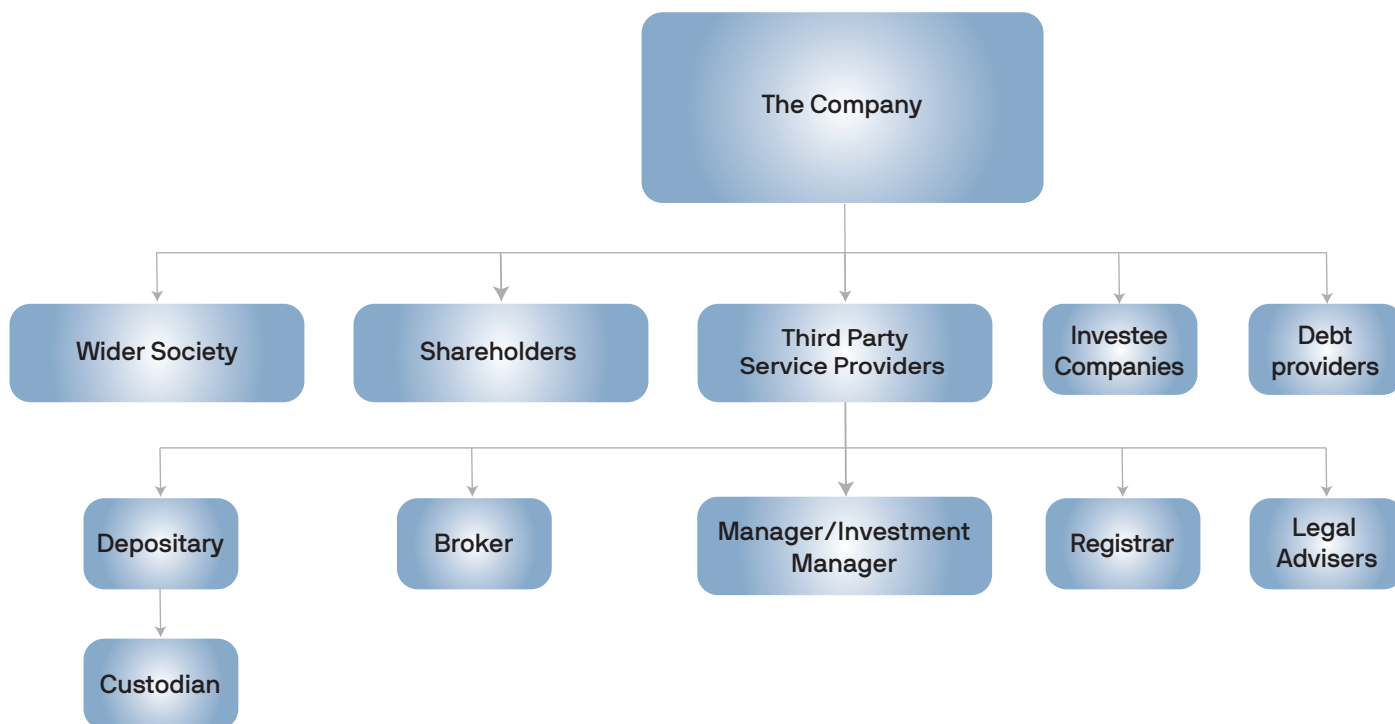 The Company
Wider Society
Shareholders
Third Party
Service Providers
Investee
Companies
Debt
providers
Depositary
Broker
Manager/Investment
Manager
Registrar
Legal
Advisers
Custodian